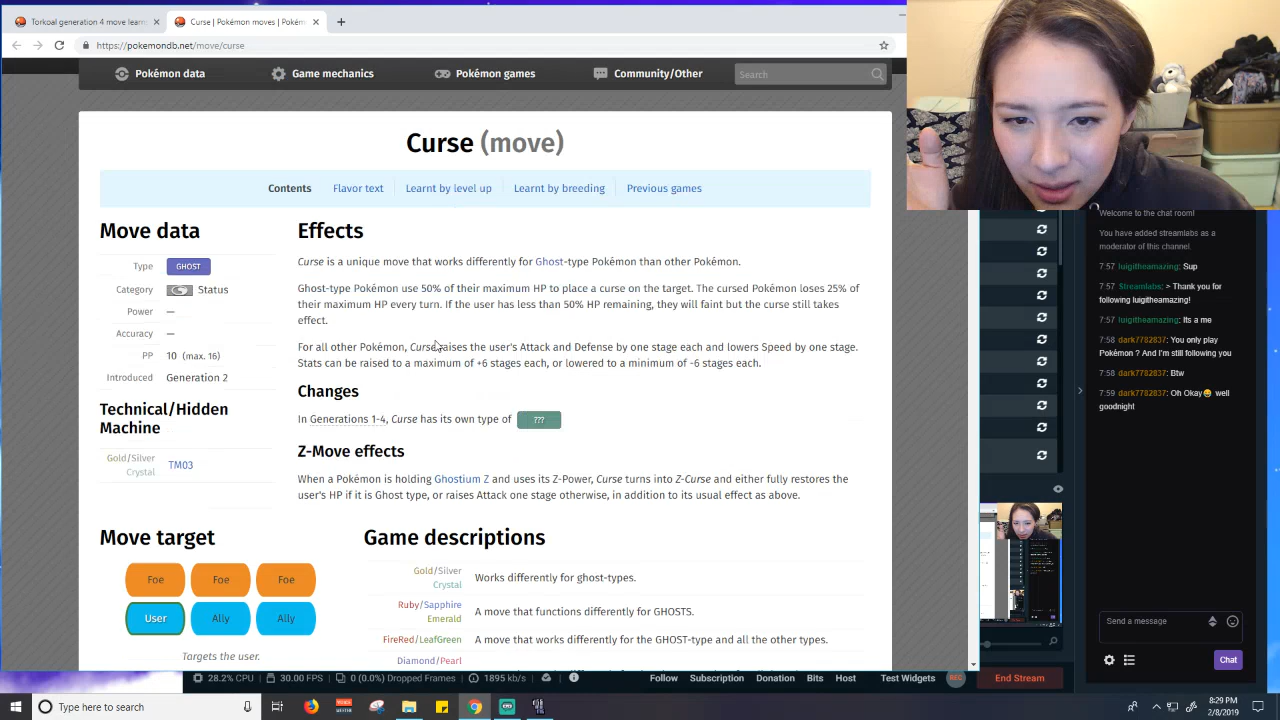 Torkoal generation 4 move learn
Curse | Pokémon moves | Pokém
https://pokemondb.net/move/curse
Pokémon data
Game mechanics
Pokémon games
Community/Other
Search
Curse (move)
Contents
Flavor text
Learnt by level up
Learnt by breeding
Previous games
Move data
Type GHOST
Category Status
Power —
Accuracy —
PP 10 (max. 16)
Introduced Generation 2
Technical/Hidden
Machine
Gold/Silver
Crystal
TM03
Effects
Curse is a unique move that works differently for Ghost-type Pokémon than other Pokémon.
Ghost-type Pokémon use 50% of their maximum HP to place a curse on the target. The cursed Pokémon loses 25% of
their maximum HP every turn. If the user has less than 50% HP remaining, they will faint but the curse still takes
effect.
For all other Pokémon, Curse raises the user's Attack and Defense by one stage each and lowers Speed by one stage.
Stats can be raised to a maximum of +6 stages each, or lowered to a minimum of -6 stages each.
Changes
In Generations 1-4, Curse has its own type of ???
Z-Move effects
When a Pokémon is holding Ghostium Z and uses its Z-Power, Curse turns into Z-Curse and either fully restores the
user's HP if it is Ghost type, or raises Attack one stage otherwise, in addition to its usual effect as above.
Move target
Foe Foe Foe
User Ally Ally
Targets the user.
Game descriptions
Gold/Silver
Crystal
Works differently for ghost-types.
Ruby/Sapphire
Emerald
A move that functions differently for GHOSTS.
FireRed/LeafGreen
A move that works differently for the GHOST-type and all the other types.
Diamond/Pearl
Welcome to the chat room!
You have added streamlabs as a
moderator of this channel.
7:57 luigitheamazing: Sup
7:57 Streamlabs: > Thank you for
following luigitheamazing!
7:57 luigitheamazing: Its a me
7:58 dark7782837: You only play
Pokémon ? And I'm still following you
7:58 dark7782837: Btw
7:59 dark7782837: Oh Okay😅 well
goodnight
Send a message
Chat
28.2% CPU
30.00 FPS
0 (0.0%) Dropped Frames
1895 kb/s
Follow
Subscription
Donation
Bits
Host
Test Widgets
REC
End Stream
Type here to search
8:29 PM
2/8/2019